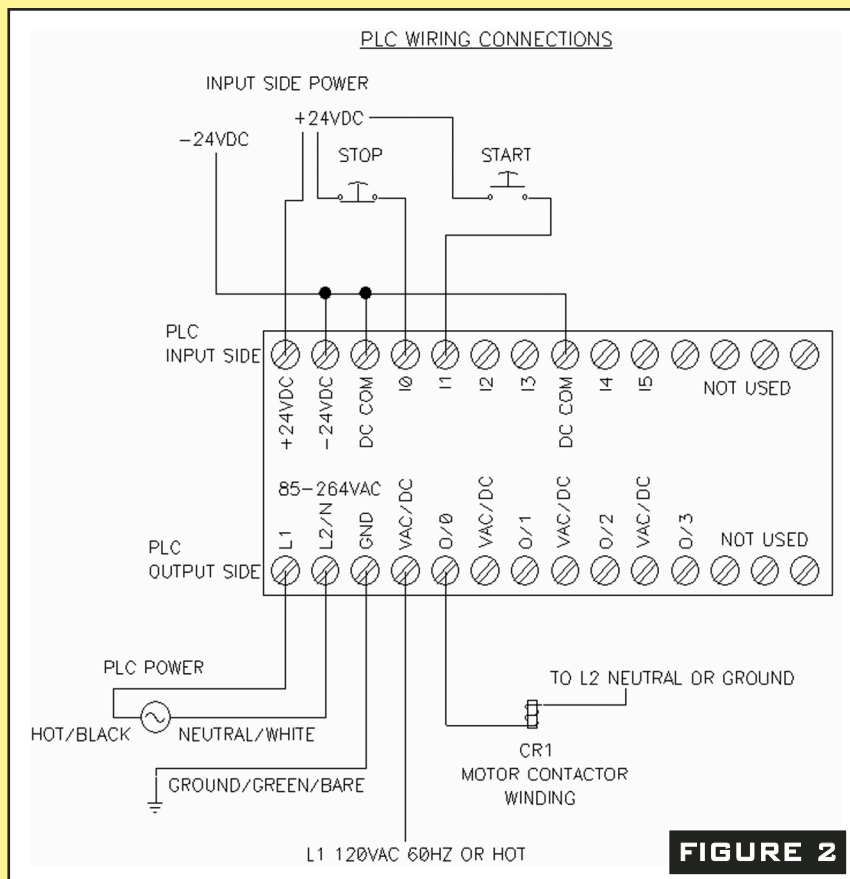 PLC WIRING CONNECTIONS
INPUT SIDE POWER
+24VDC
-24VDC
STOP
START
PLC
INPUT SIDE
+24VDC
-24VDC
DC COM
I0
I1
I2
I3
DC COM
I4
I5
NOT USED
85-264VAC
L1
L2/N
GND
VAC/DC
O/0
VAC/DC
O/1
VAC/DC
O/2
VAC/DC
O/3
NOT USED
PLC
OUTPUT SIDE
PLC POWER
HOT/BLACK
NEUTRAL/WHITE
GROUND/GREEN/BARE
TO L2 NEUTRAL OR GROUND
CR1
MOTOR CONTACTOR
WINDING
L1 120VAC 60HZ OR HOT
FIGURE 2